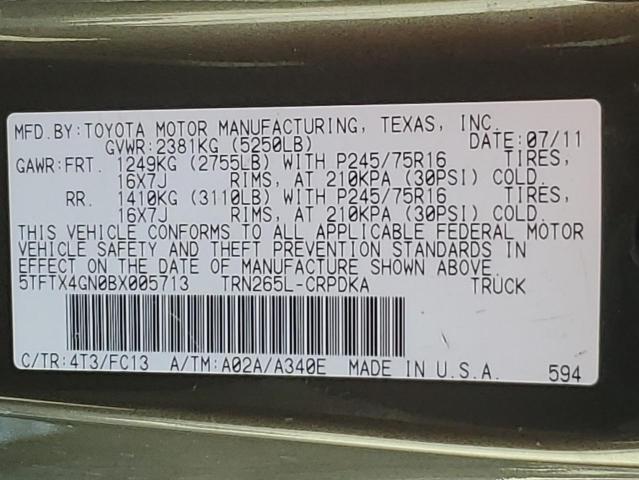 MFD.BY:TOYOTA MOTOR MANUFACTURING, TEXAS, INC.
GVWR:2381KG (5250LB) DATE:07/11
GAWR:FRT. 1249KG (2755LB) WITH P245/75R16 TIRES,
16X7J RIMS, AT 210KPA (30PSI) COLD.
RR. 1410KG (3110LB) WITH P245/75R16 TIRES,
16X7J RIMS, AT 210KPA (30PSI) COLD.
THIS VEHICLE CONFORMS TO ALL APPLICABLE FEDERAL MOTOR
VEHICLE SAFETY AND THEFT PREVENTION STANDARDS IN
EFFECT ON THE DATE OF MANUFACTURE SHOWN ABOVE.
5TFTX4GN0BX005713 TRN265L-CRPDKA TRUCK
C/TR:4T3/FC13 A/TM:A02A/A340E MADE IN U.S.A. 594